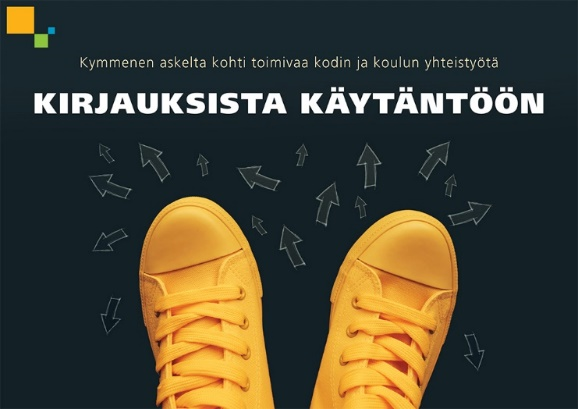 Kymmenen askelta kohti toimivaa kodin ja koulun yhteistyötä
KIRJAUKSISTA KÄYTÄNTÖÖN